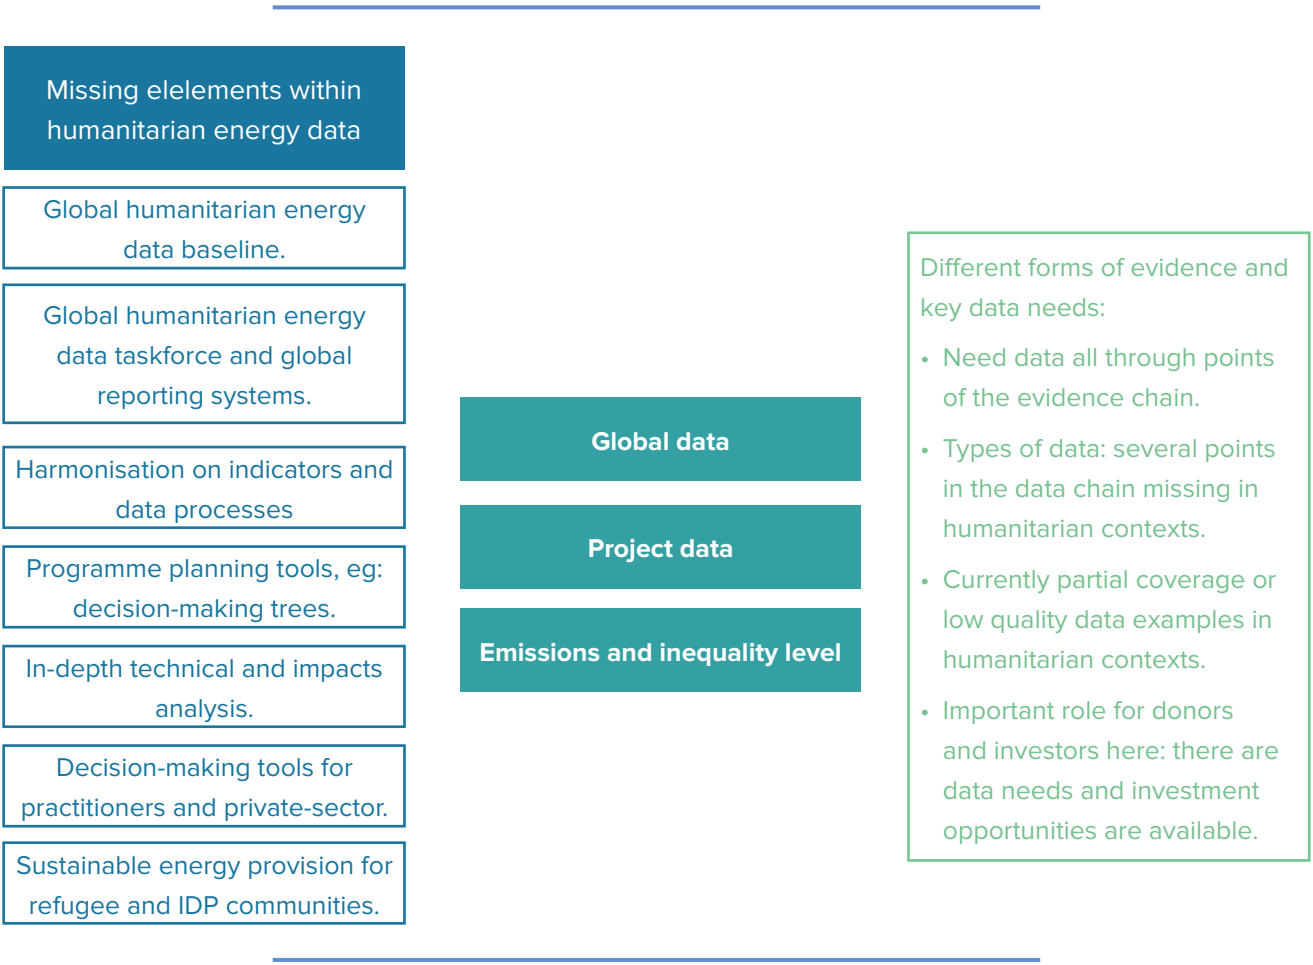 Missing elelements within
humanitarian energy data
Global humanitarian energy
data baseline.
Global humanitarian energy
data taskforce and global
reporting systems.
Harmonisation on indicators and
data processes
Programme planning tools, eg:
decision-making trees.
In-depth technical and impacts
analysis.
Decision-making tools for
practitioners and private-sector.
Sustainable energy provision for
refugee and IDP communities.
Global data
Project data
Emissions and inequality level
Different forms of evidence and
key data needs:
• Need data all through points
of the evidence chain.
• Types of data: several points
in the data chain missing in
humanitarian contexts.
• Currently partial coverage or
low quality data examples in
humanitarian contexts.
• Important role for donors
and investors here: there are
data needs and investment
opportunities are available.